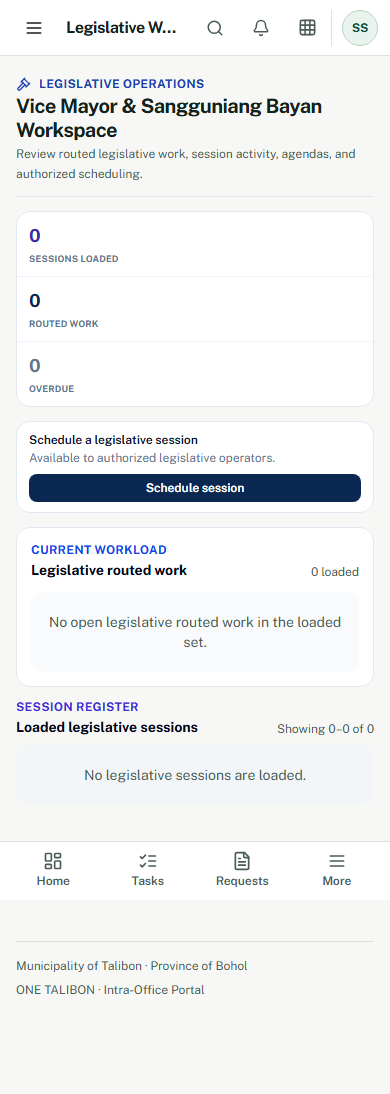 Legislative W...
SS
LEGISLATIVE OPERATIONS
Vice Mayor & Sangguniang Bayan
Workspace
Review routed legislative work, session activity, agendas, and
authorized scheduling.
0
SESSIONS LOADED
0
ROUTED WORK
0
OVERDUE
Schedule a legislative session
Available to authorized legislative operators.
Schedule session
CURRENT WORKLOAD
Legislative routed work
0 loaded
No open legislative routed work in the loaded
set.
SESSION REGISTER
Loaded legislative sessions
Showing 0–0 of 0
No legislative sessions are loaded.
Home
Tasks
Requests
More
Municipality of Talibon · Province of Bohol
ONE TALIBON · Intra-Office Portal